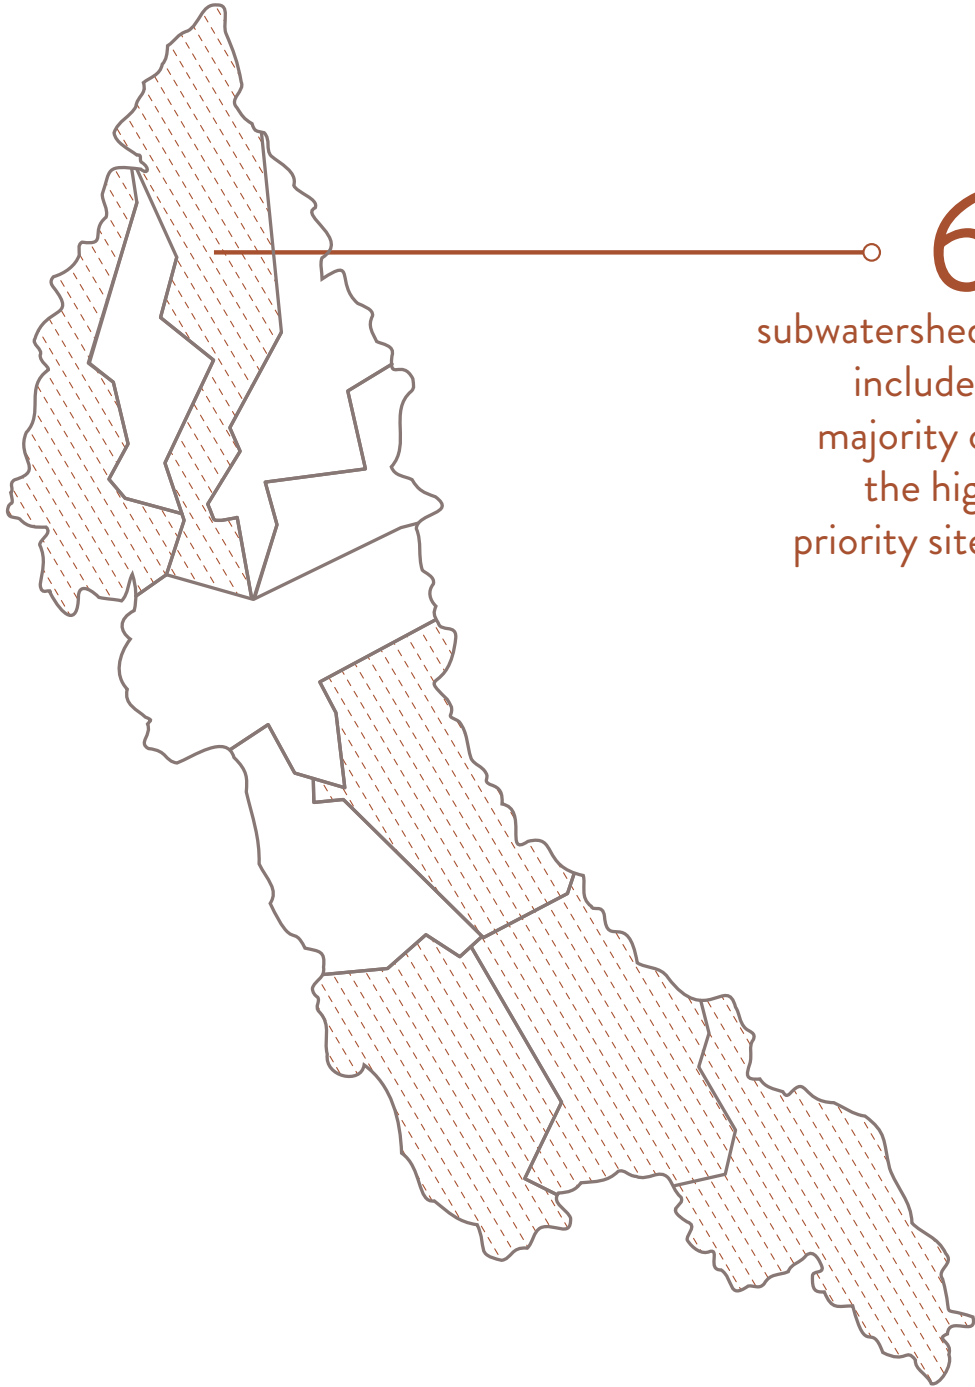 6
subwatershed
include
majority o
the hig
priority site